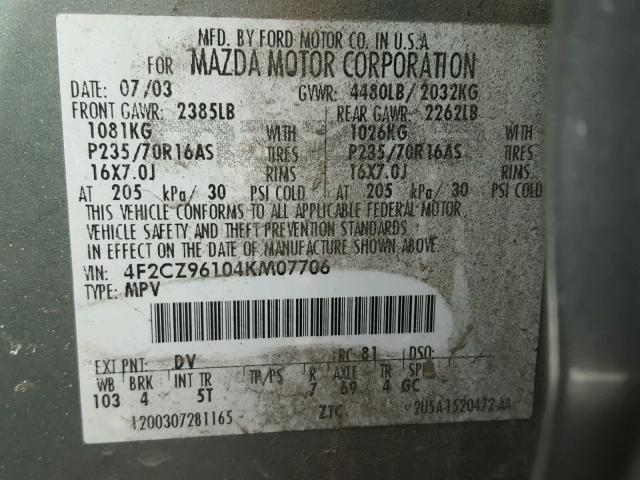 MFD. BY FORD MOTOR CO. IN U.S.A
FOR MAZDA MOTOR CORPORATION
DATE: 07/03 GVWR: 4480LB/ 2032KG
FRONT GAWR: 2385LB REAR GAWR: 2262LB
1081KG WITH 1026KG WITH
P235/70R16AS TIRES P235/70R16AS TIRES
16X7.0J RIMS 16X7.0J RIMS
AT 205 kPa/ 30 PSI COLD AT 205 kPa/ 30 PSI COLD
THIS VEHICLE CONFORMS TO ALL APPLICABLE FEDERAL MOTOR
VEHICLE SAFETY AND THEFT PREVENTION STANDARDS
IN EFFECT ON THE DATE OF MANUFACTURE SHOWN ABOVE.
VIN: 4F2CZ96104KM07706
TYPE: MPV
EXT PNT: DV RC: 81 DSO:
WB BRK INT TR TP/PS R AXLE TR SPR
103 4 5T 7 69 4 GC
1200307281165 ZTC 2U5A-1520472-AA